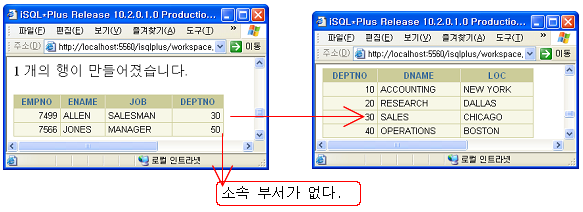 iSQL*Plus Release 10.2.0.1.0 Productio...
파일(F) 편집(E) 보기(V) 즐겨찾기(A) 도구(T)
주소(D) http://localhost:5560/isqlplus/workspace, 이동
1 개의 행이 만들어졌습니다.
EMPNO ENAME JOB DEPTNO
7499 ALLEN SALESMAN 30
7566 JONES MANAGER 50
로컬 인트라넷
iSQL*Plus Release 10.2.0.1.0 Production...
파일(F) 편집(E) 보기(V) 즐겨찾기(A) 도구(T)
주소(D) http://localhost:5560/isqlplus/workspace, 이동
DEPTNO DNAME LOC
10 ACCOUNTING NEW YORK
20 RESEARCH DALLAS
30 SALES CHICAGO
40 OPERATIONS BOSTON
로컬 인트라넷
소속 부서가 없다.